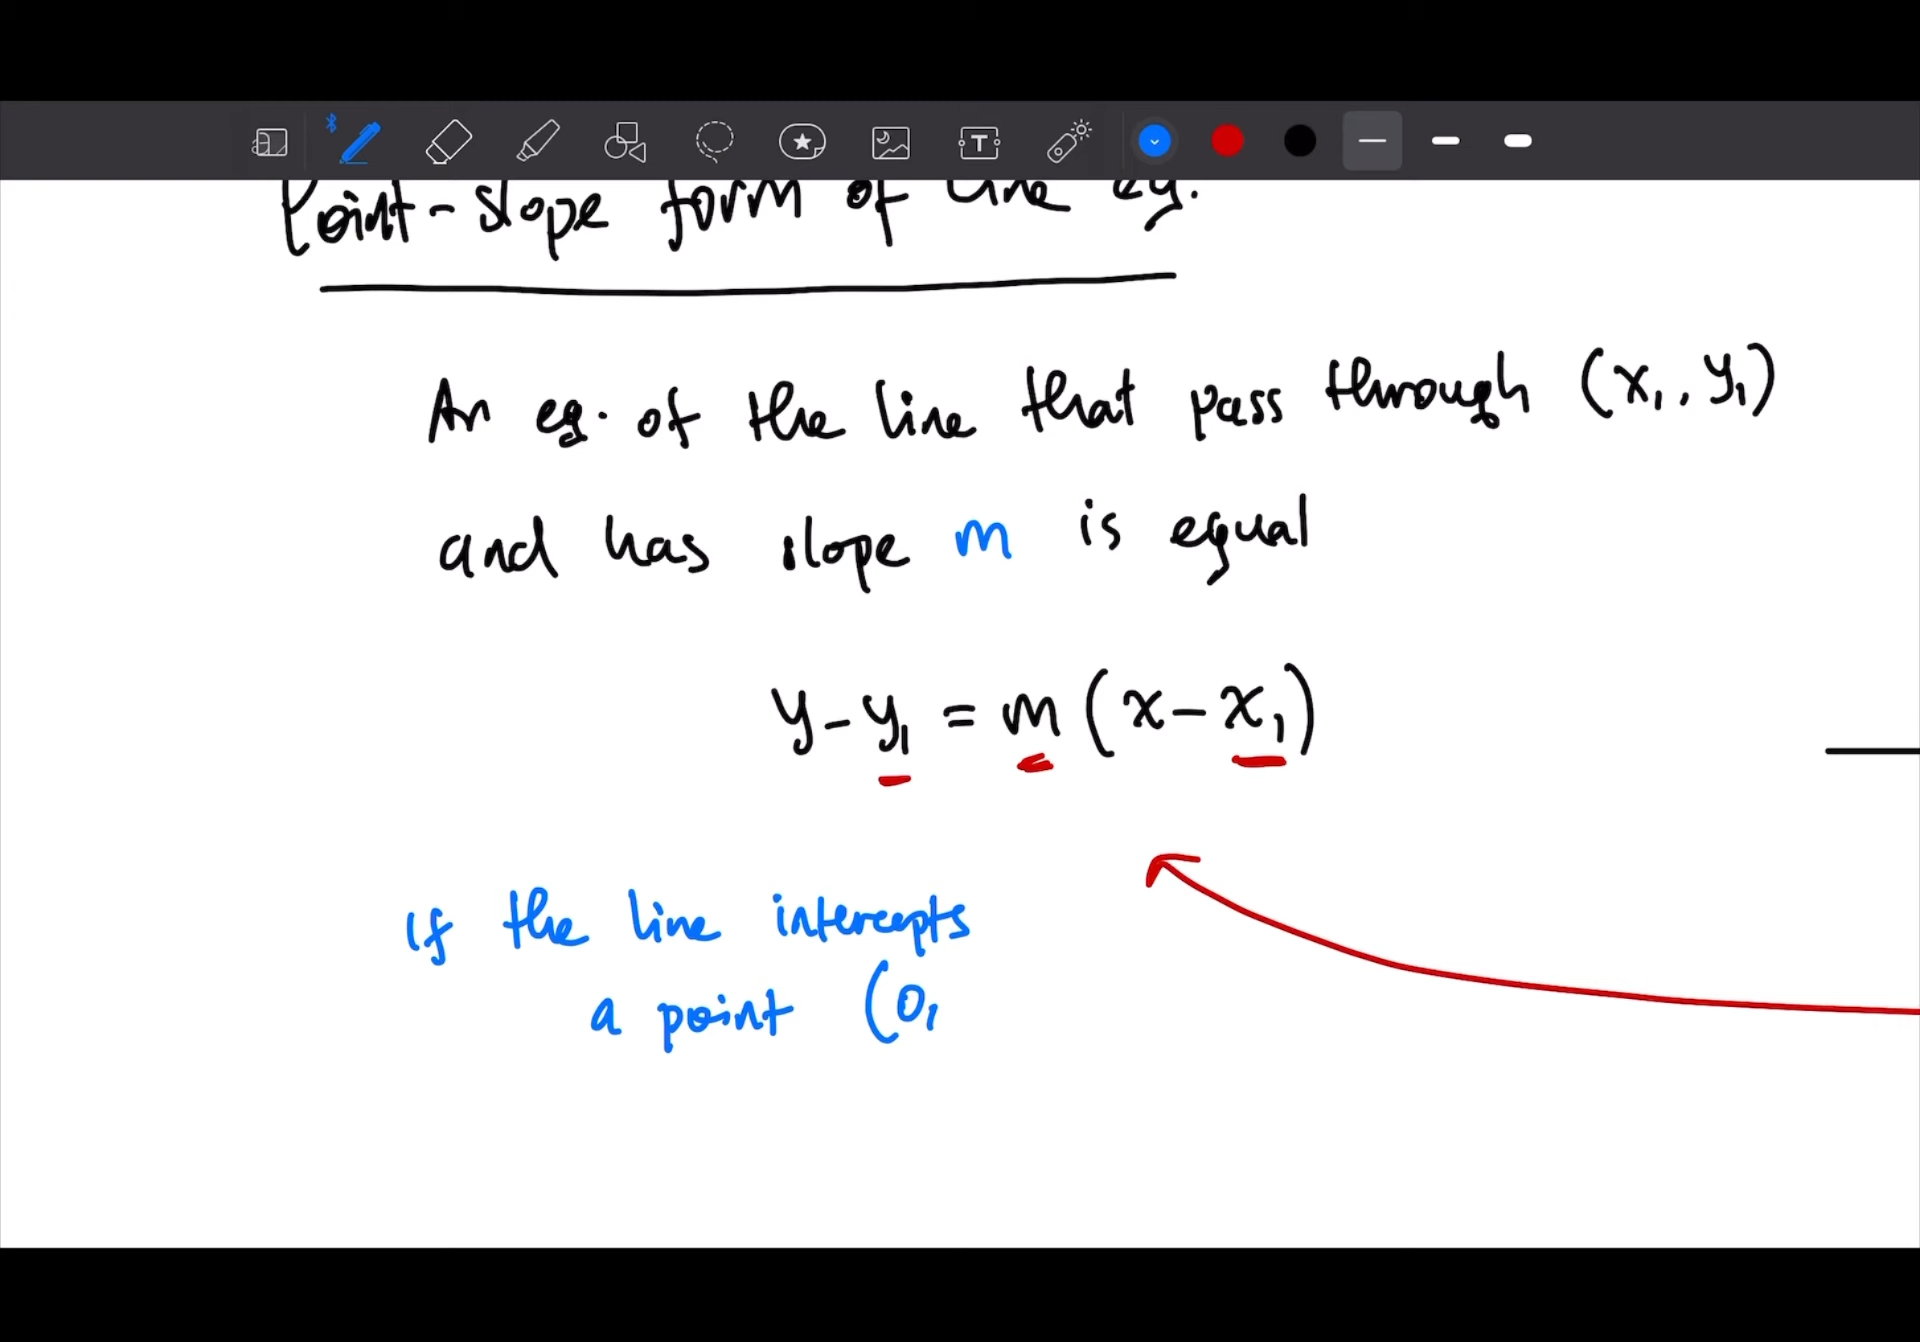 Point-slope form of line eq.
An eq. of the line that pass through (x₁, y₁)
and has slope m is equal
y - y₁ = m (x - x₁)
If the line intercepts
a point (0,